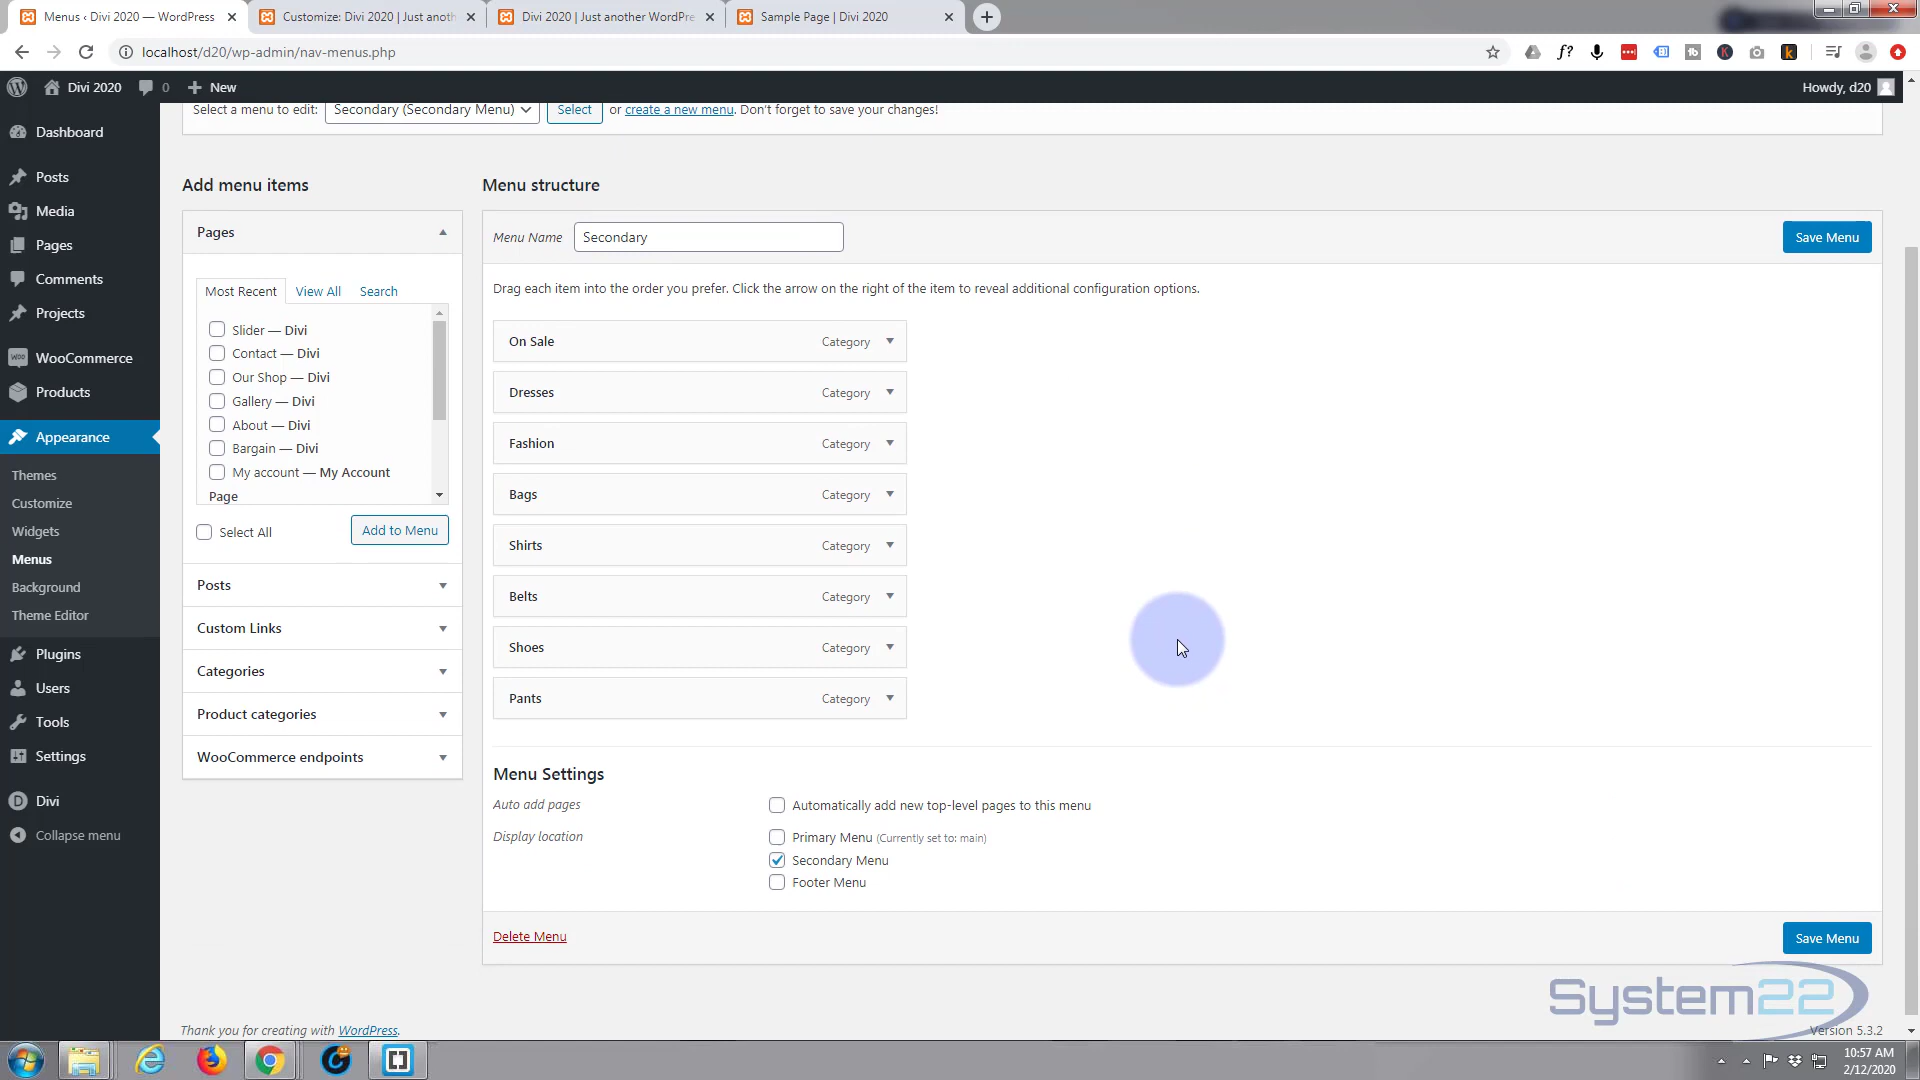 Menus ‹ Divi 2020 — WordPress
Customize: Divi 2020 | Just anoth
Divi 2020 | Just another WordPre
Sample Page | Divi 2020
localhost/d20/wp-admin/nav-menus.php
Divi 2020
0
New
Howdy, d20
Select a menu to edit:
Secondary (Secondary Menu)
Select
or create a new menu. Don't forget to save your changes!
Dashboard
Posts
Media
Pages
Comments
Projects
WooCommerce
Products
Appearance
Themes
Customize
Widgets
Menus
Background
Theme Editor
Plugins
Users
Tools
Settings
Divi
Collapse menu
Add menu items
Pages
Most Recent
View All
Search
Slider — Divi
Contact — Divi
Our Shop — Divi
Gallery — Divi
About — Divi
Bargain — Divi
My account — My Account
Page
Select All
Add to Menu
Posts
Custom Links
Categories
Product categories
WooCommerce endpoints
Menu structure
Menu Name
Secondary
Save Menu
Drag each item into the order you prefer. Click the arrow on the right of the item to reveal additional configuration options.
On Sale Category
Dresses Category
Fashion Category
Bags Category
Shirts Category
Belts Category
Shoes Category
Pants Category
Menu Settings
Auto add pages
Automatically add new top-level pages to this menu
Display location
Primary Menu (Currently set to: main)
Secondary Menu
Footer Menu
Delete Menu
Save Menu
System22
Thank you for creating with WordPress.
Version 5.3.2
10:57 AM
2/12/2020